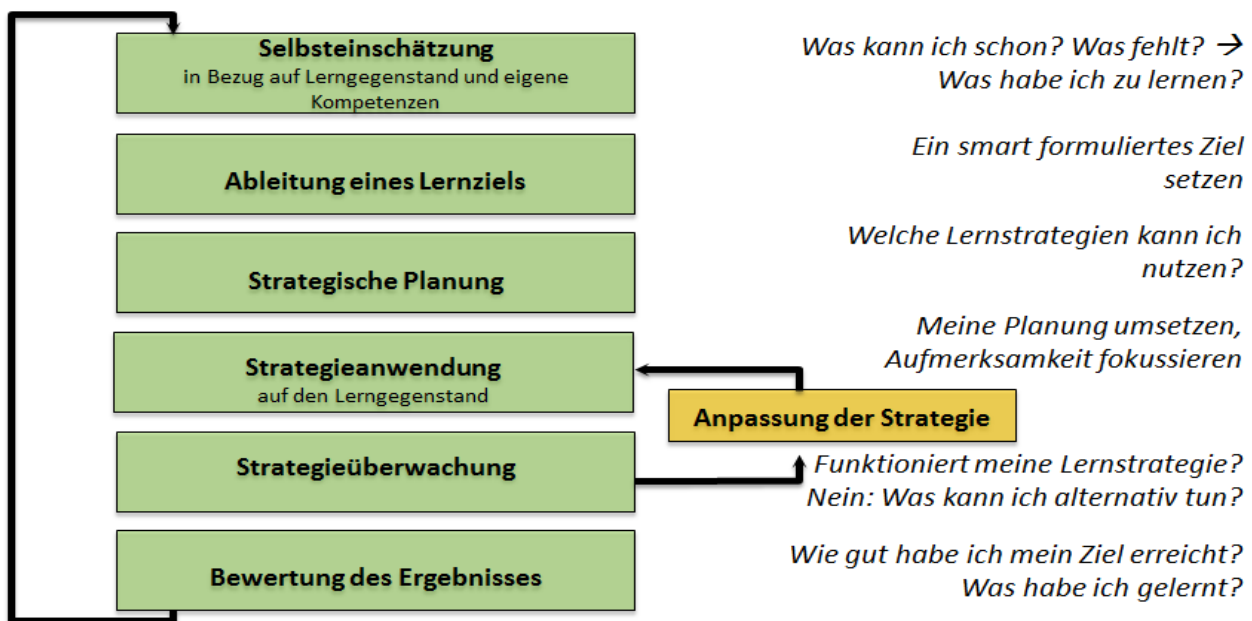 Selbsteinschätzung
in Bezug auf Lerngegenstand und eigene
Kompetenzen
Was kann ich schon? Was fehlt? →
Was habe ich zu lernen?
Ableitung eines Lernziels
Ein smart formuliertes Ziel
setzen
Strategische Planung
Welche Lernstrategien kann ich
nutzen?
Strategieanwendung
auf den Lerngegenstand
Meine Planung umsetzen,
Aufmerksamkeit fokussieren
Anpassung der Strategie
Strategieüberwachung
Funktioniert meine Lernstrategie?
Nein: Was kann ich alternativ tun?
Bewertung des Ergebnisses
Wie gut habe ich mein Ziel erreicht?
Was habe ich gelernt?